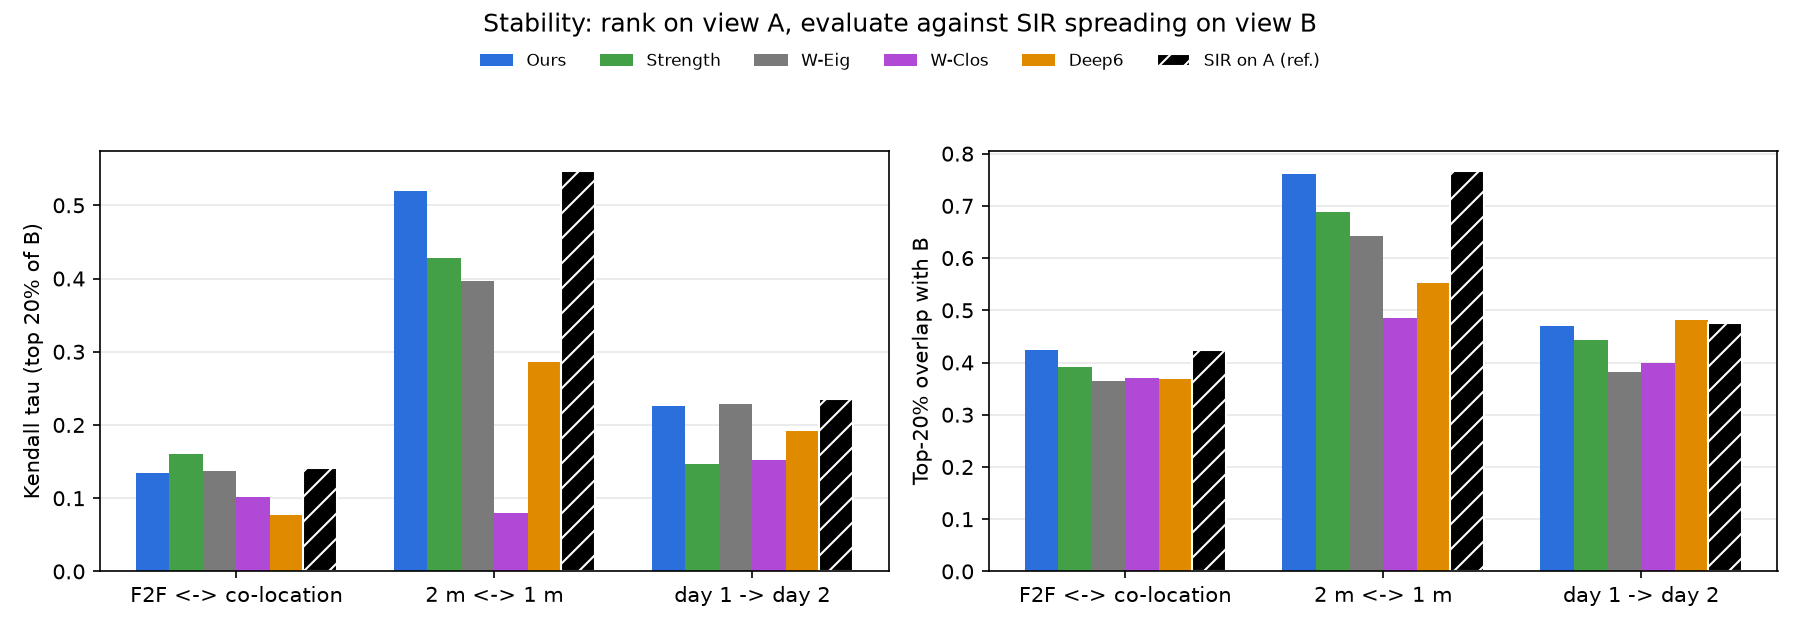 Stability: rank on view A, evaluate against SIR spreading on view B
Ours Strength W-Eig W-Clos Deep6 SIR on A (ref.)
Kendall tau (top 20% of B)
0.5
0.4
0.3
0.2
0.1
0.0
F2F <-> co-location 2 m <-> 1 m day 1 -> day 2
Top-20% overlap with B
0.8
0.7
0.6
0.5
0.4
0.3
0.2
0.1
0.0
F2F <-> co-location 2 m <-> 1 m day 1 -> day 2